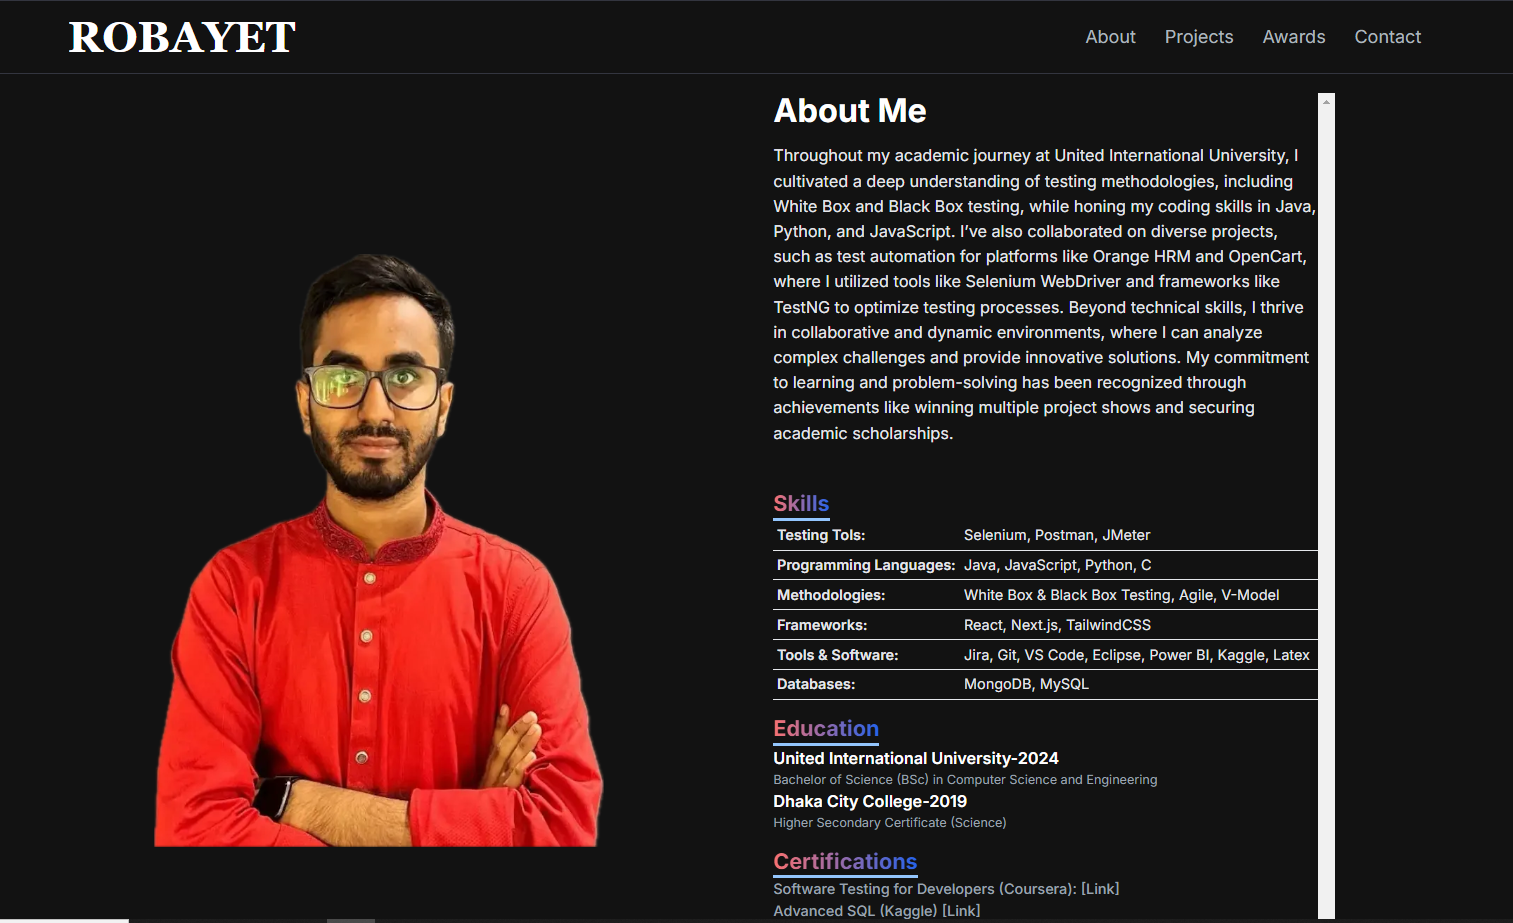 ROBAYET
About Projects Awards Contact
About Me
Throughout my academic journey at United International University, I
cultivated a deep understanding of testing methodologies, including
White Box and Black Box testing, while honing my coding skills in Java,
Python, and JavaScript. I’ve also collaborated on diverse projects,
such as test automation for platforms like Orange HRM and OpenCart,
where I utilized tools like Selenium WebDriver and frameworks like
TestNG to optimize testing processes. Beyond technical skills, I thrive
in collaborative and dynamic environments, where I can analyze
complex challenges and provide innovative solutions. My commitment
to learning and problem-solving has been recognized through
achievements like winning multiple project shows and securing
academic scholarships.
Skills
Testing Tols: Selenium, Postman, JMeter
Programming Languages: Java, JavaScript, Python, C
Methodologies: White Box & Black Box Testing, Agile, V-Model
Frameworks: React, Next.js, TailwindCSS
Tools & Software: Jira, Git, VS Code, Eclipse, Power BI, Kaggle, Latex
Databases: MongoDB, MySQL
Education
United International University-2024
Bachelor of Science (BSc) in Computer Science and Engineering
Dhaka City College-2019
Higher Secondary Certificate (Science)
Certifications
Software Testing for Developers (Coursera): [Link]
Advanced SQL (Kaggle) [Link]